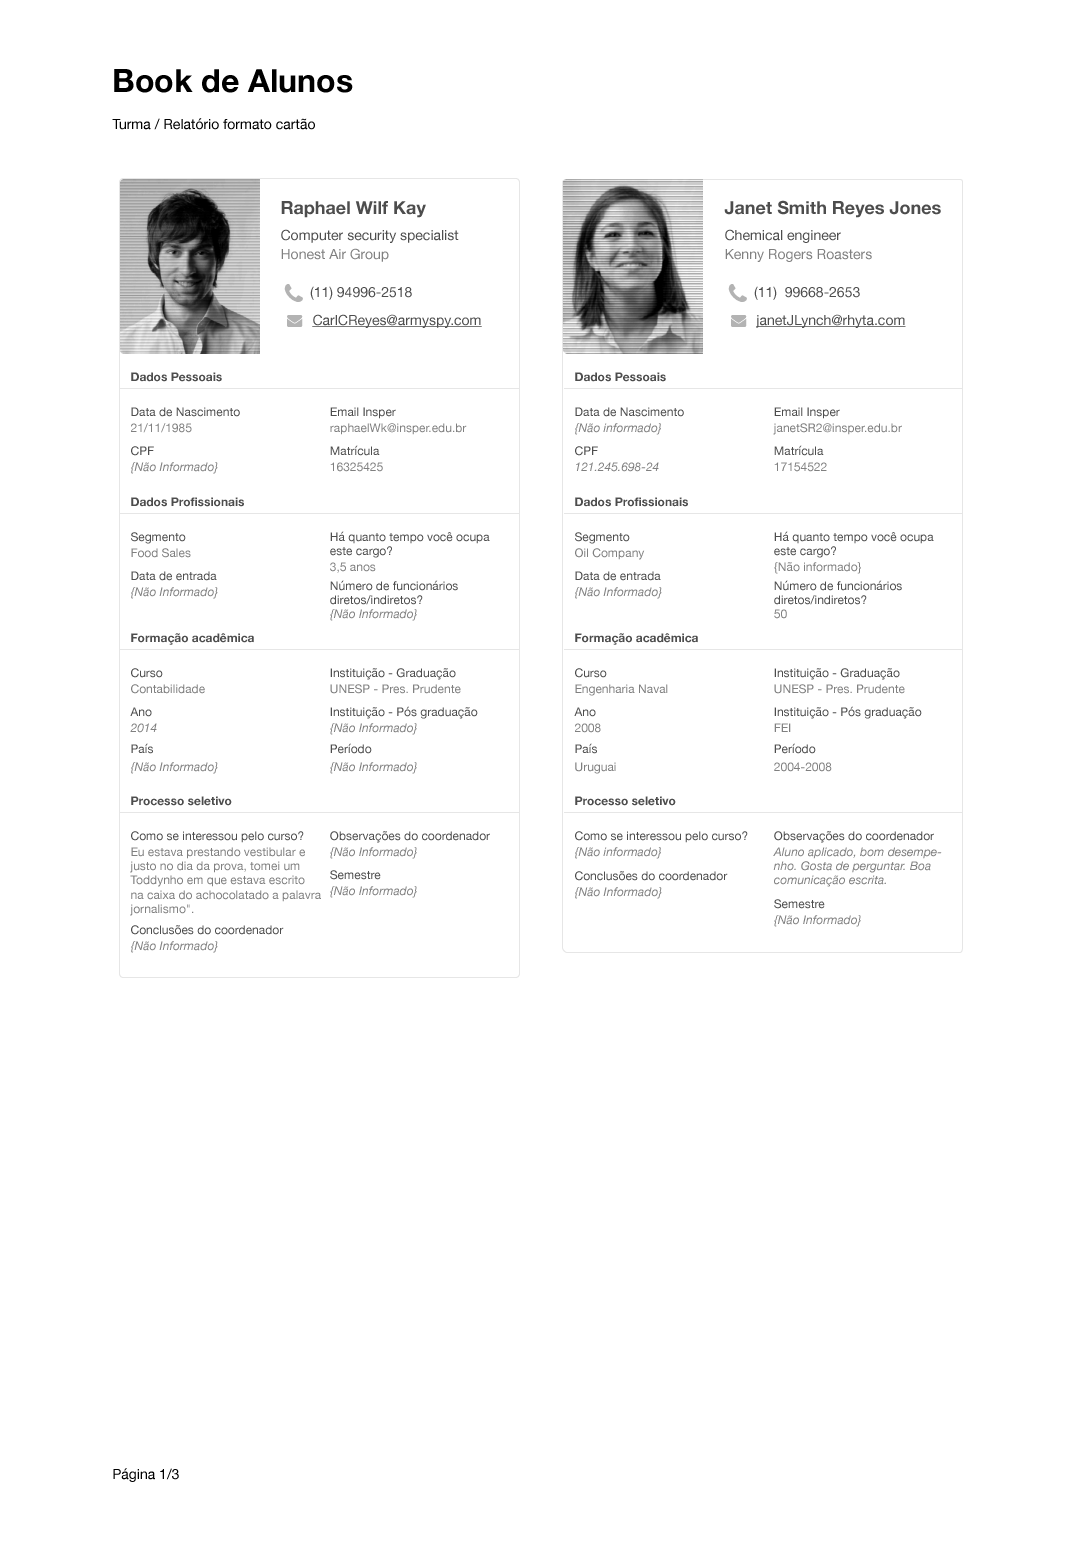 Book de Alunos
Turma / Relatório formato cartão
Raphael Wilf Kay
Computer security specialist
Honest Air Group
(11) 94996-2518
CarlCReyes@armyspy.com
Dados Pessoais
Data de Nascimento
21/11/1985
CPF
{Não Informado}
Email Insper
raphaelWk@insper.edu.br
Matrícula
16325425
Dados Profissionais
Segmento
Food Sales
Data de entrada
{Não Informado}
Há quanto tempo você ocupa
este cargo?
3,5 anos
Número de funcionários
diretos/indiretos?
{Não Informado}
Formação acadêmica
Curso
Contabilidade
Ano
2014
País
{Não Informado}
Instituição - Graduação
UNESP - Pres. Prudente
Instituição - Pós graduação
{Não Informado}
Período
{Não Informado}
Processo seletivo
Como se interessou pelo curso?
Eu estava prestando vestibular e
justo no dia da prova, tomei um
Toddynho em que estava escrito
na caixa do achocolatado a palavra
jornalismo".
Conclusões do coordenador
{Não Informado}
Observações do coordenador
{Não Informado}
Semestre
{Não Informado}
Janet Smith Reyes Jones
Chemical engineer
Kenny Rogers Roasters
(11)  99668-2653
janetJLynch@rhyta.com
Dados Pessoais
Data de Nascimento
{Não informado}
CPF
121.245.698-24
Email Insper
janetSR2@insper.edu.br
Matrícula
17154522
Dados Profissionais
Segmento
Oil Company
Data de entrada
{Não Informado}
Há quanto tempo você ocupa
este cargo?
{Não informado}
Número de funcionários
diretos/indiretos?
50
Formação acadêmica
Curso
Engenharia Naval
Ano
2008
País
Uruguai
Instituição - Graduação
UNESP - Pres. Prudente
Instituição - Pós graduação
FEI
Período
2004-2008
Processo seletivo
Como se interessou pelo curso?
{Não informado}
Conclusões do coordenador
{Não Informado}
Observações do coordenador
Aluno aplicado, bom desempe-
nho. Gosta de perguntar. Boa
comunicação escrita.
Semestre
{Não Informado}
Página 1/3